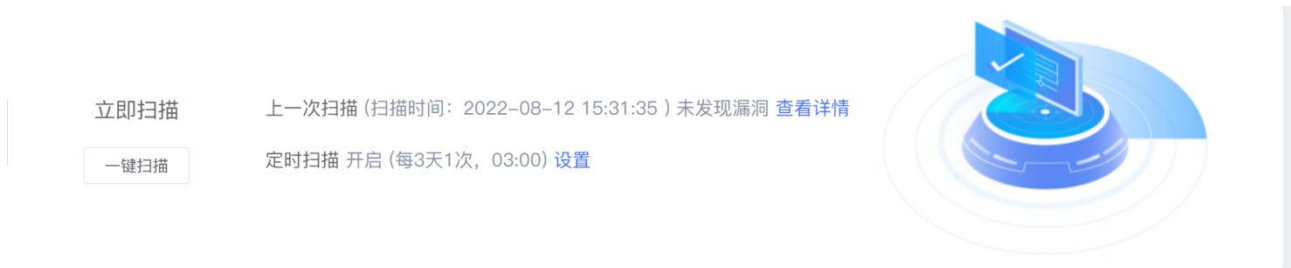 立即扫描
上一次扫描 (扫描时间：2022-08-12 15:31:35 ) 未发现漏洞 查看详情
一键扫描
定时扫描 开启 (每3天1次，03:00) 设置